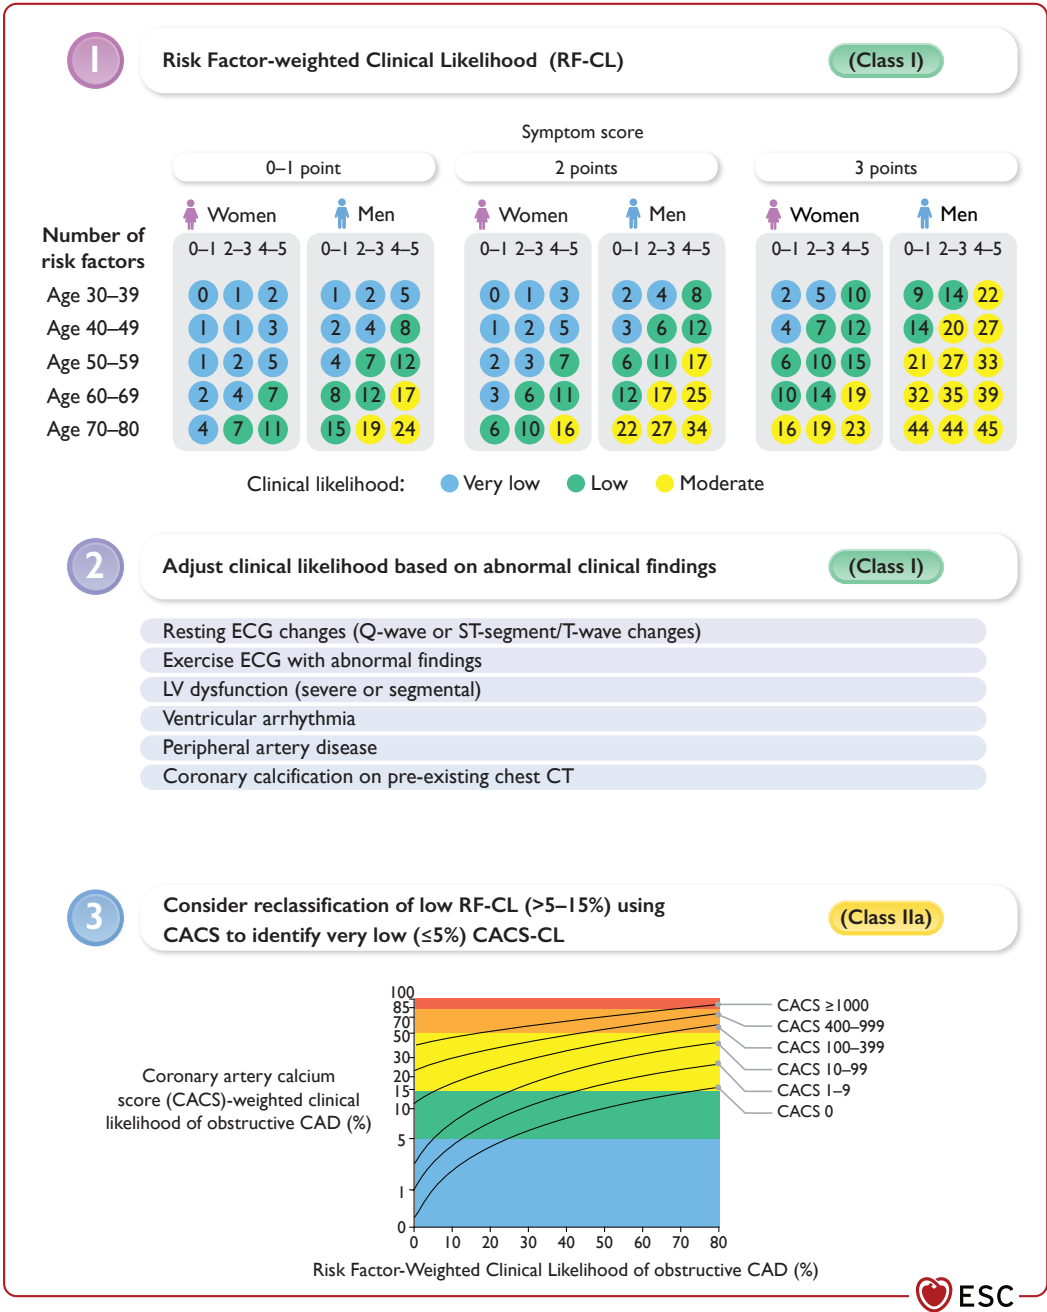 1
Risk Factor-weighted Clinical Likelihood (RF-CL)
(Class I)
Symptom score
0–1 point
2 points
3 points
Women
Men
Women
Men
Women
Men
Number of
risk factors
0–1 2–3 4–5 0–1 2–3 4–5 0–1 2–3 4–5 0–1 2–3 4–5 0–1 2–3 4–5 0–1 2–3 4–5
Age 30–39 0 1 2 1 2 5 0 1 3 2 4 8 2 5 10 9 14 22
Age 40–49 1 1 3 2 4 8 1 2 5 3 6 12 4 7 12 14 20 27
Age 50–59 1 2 5 4 7 12 2 3 7 6 11 17 6 10 15 21 27 33
Age 60–69 2 4 7 8 12 17 3 6 11 12 17 25 10 14 19 32 35 39
Age 70–80 4 7 11 15 19 24 6 10 16 22 27 34 16 19 23 44 44 45
Clinical likelihood: Very low Low Moderate
2
Adjust clinical likelihood based on abnormal clinical findings
(Class I)
Resting ECG changes (Q-wave or ST-segment/T-wave changes)
Exercise ECG with abnormal findings
LV dysfunction (severe or segmental)
Ventricular arrhythmia
Peripheral artery disease
Coronary calcification on pre-existing chest CT
3
Consider reclassification of low RF-CL (>5–15%) using
CACS to identify very low (≤5%) CACS-CL
(Class IIa)
Coronary artery calcium
score (CACS)-weighted clinical
likelihood of obstructive CAD (%)
100
85
70
50
30
20
15
10
5
1
0
CACS ≥1000
CACS 400–999
CACS 100–399
CACS 10–99
CACS 1–9
CACS 0
0 10 20 30 40 50 60 70 80
Risk Factor-Weighted Clinical Likelihood of obstructive CAD (%)
ESC